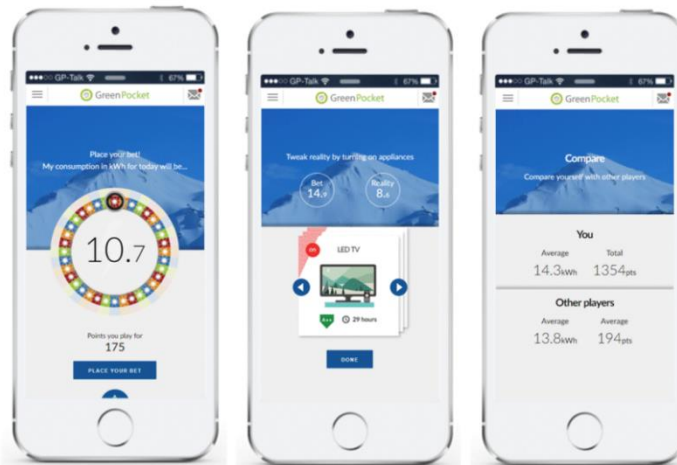 GP-Talk
67%
GreenPocket
Place your bet!
My consumption in kWh for today will be...
10.7
Points you play for
175
PLACE YOUR BET
GP-Talk
67%
GreenPocket
Tweak reality by turning on appliances
Bet
14.9
Reality
on
LED TV
A++
29 hours
DONE
GP-Talk
67%
GreenPocket
Compare
Compare yourself with other players
You
Average Total
14.3kWh 1354pts
Other players
Average Average
13.8kWh 194pts